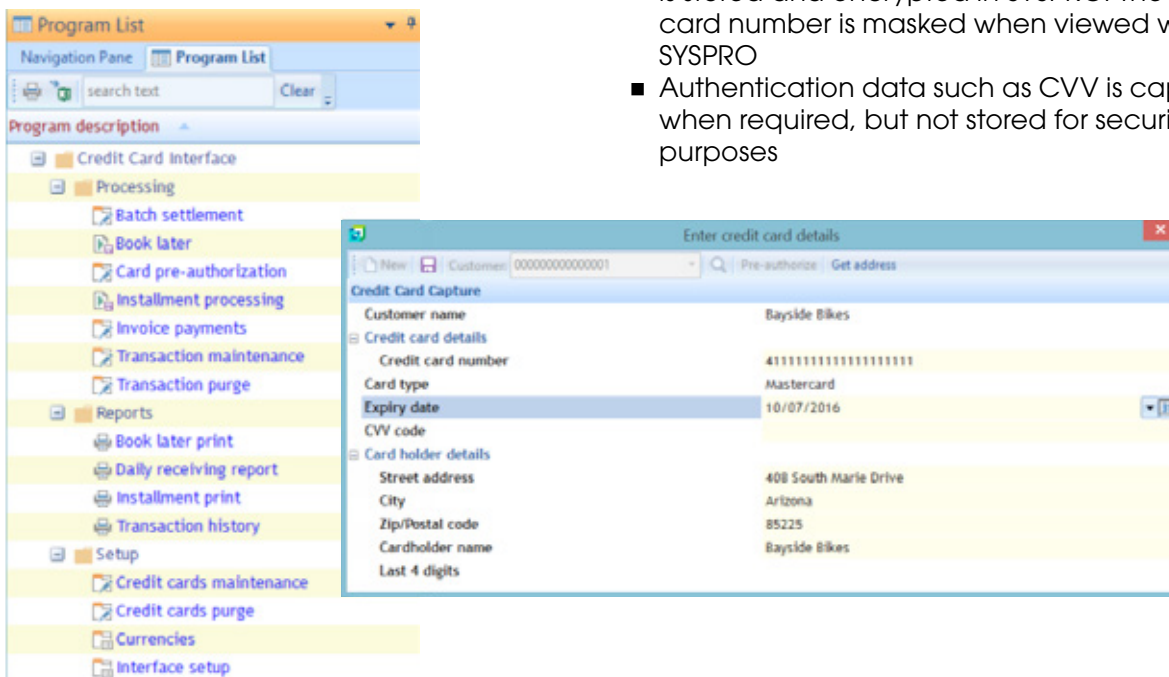 Program List
Navigation Pane Program List
search text Clear
Program description
Credit Card Interface
Processing
Batch settlement
Book later
Card pre-authorization
Installment processing
Invoice payments
Transaction maintenance
Transaction purge
Reports
Book later print
Daily receiving report
Installment print
Transaction history
Setup
Credit cards maintenance
Credit cards purge
Currencies
Interface setup
card number is masked when viewed w
SYSPRO
■ Authentication data such as CVV is cap
when required, but not stored for securi
purposes
Enter credit card details
New Customer: 000000000000001 Pre-authorize Get address
Credit Card Capture
Customer name Bayside Bikes
Credit card details
Credit card number
Card type Mastercard
Expiry date 10/07/2016
CVV code
Card holder details
Street address 408 South Marie Drive
City Arizona
Zip/Postal code 85225
Cardholder name Bayside Bikes
Last 4 digits